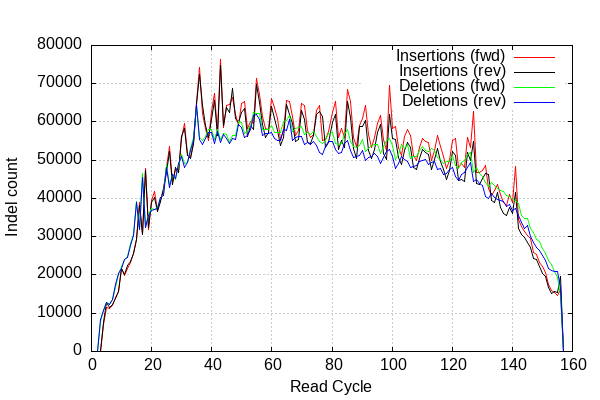 80000
70000
60000
50000
40000
30000
20000
10000
0
Indel count
Insertions (fwd)
Insertions (rev)
Deletions (fwd)
Deletions (rev)
0 20 40 60 80 100 120 140 160
Read Cycle